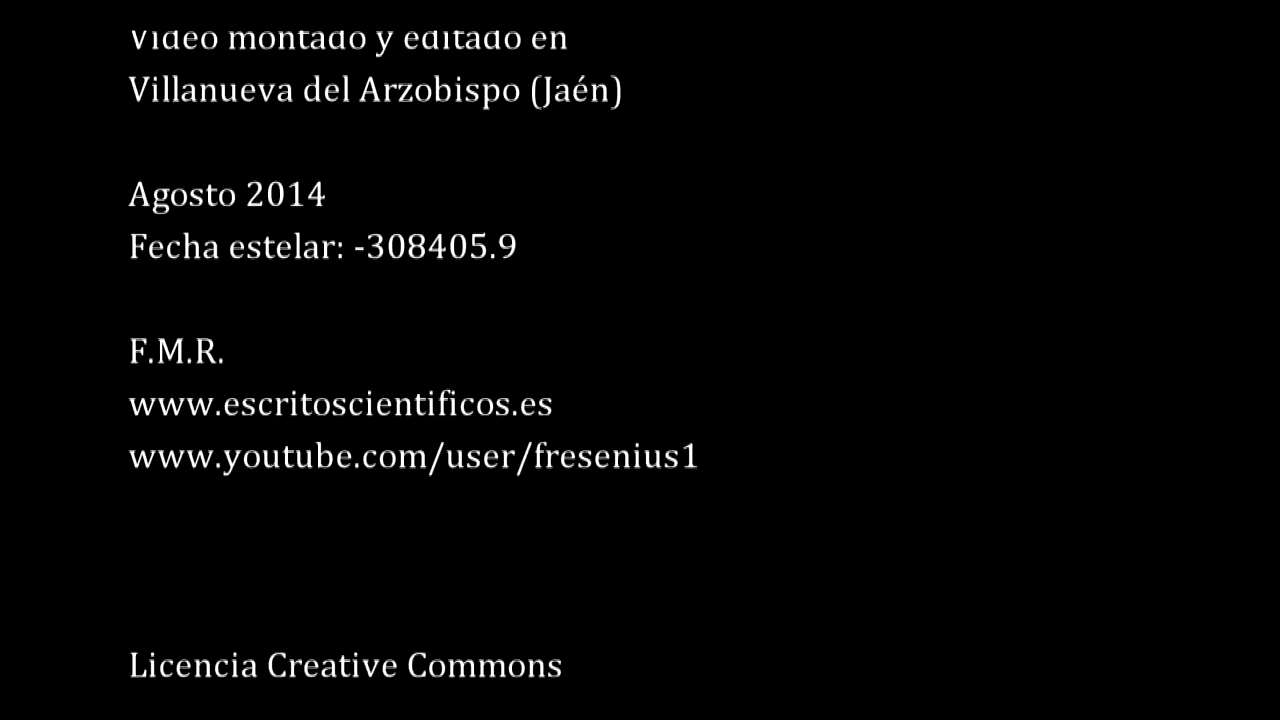 Video montado y editado en
Villanueva del Arzobispo (Jaén)
Agosto 2014
Fecha estelar: -308405.9
F.M.R.
www.escritoscientificos.es
www.youtube.com/user/fresenius1
Licencia Creative Commons